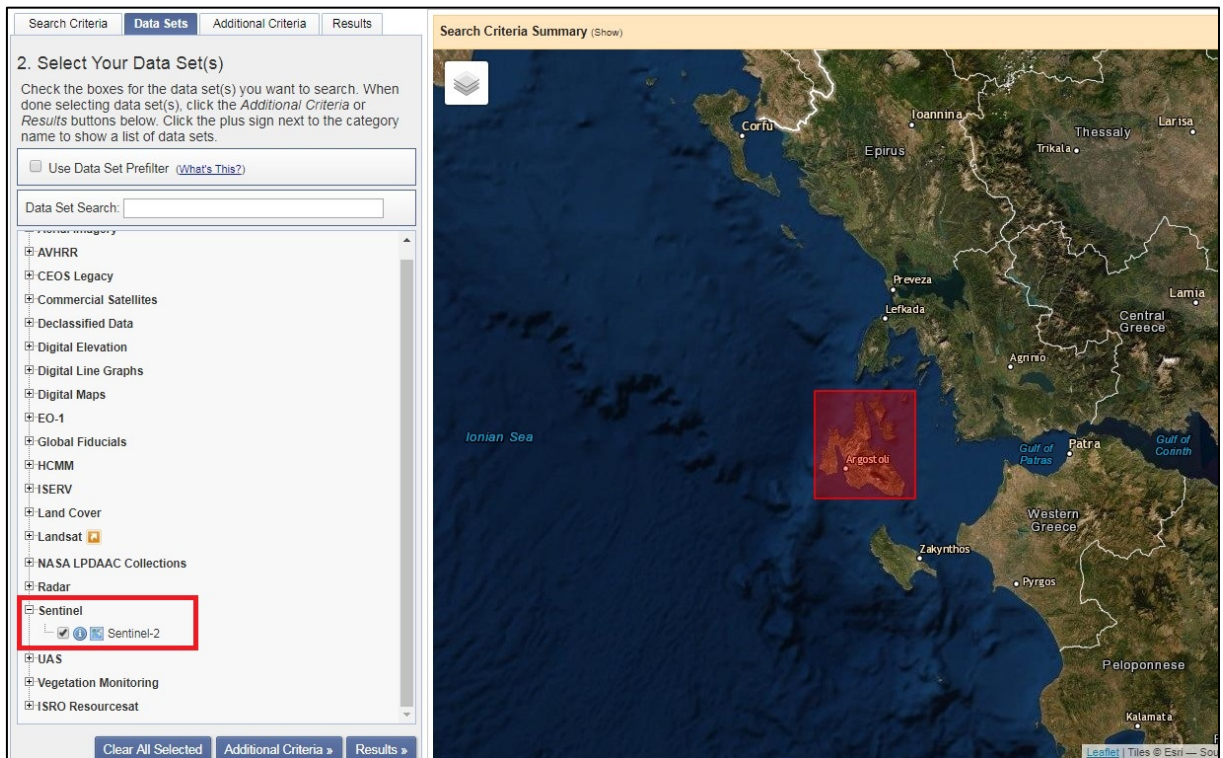 Search Criteria
Data Sets
Additional Criteria
Results
2. Select Your Data Set(s)
Check the boxes for the data set(s) you want to search. When
done selecting data set(s), click the Additional Criteria or
Results buttons below. Click the plus sign next to the category
name to show a list of data sets.
Use Data Set Prefilter (What's This?)
Data Set Search:
Aerial Imagery
AVHRR
CEOS Legacy
Commercial Satellites
Declassified Data
Digital Elevation
Digital Line Graphs
Digital Maps
EO-1
Global Fiducials
HCMM
ISERV
Land Cover
Landsat
NASA LPDAAC Collections
Radar
Sentinel
Sentinel-2
UAS
Vegetation Monitoring
ISRO Resourcesat
Clear All Selected
Additional Criteria »
Results »
Search Criteria Summary (Show)
Corfu
Ioannina
Epirus
Thessaly
Larisa
Trikala
Preveza
Lefkada
Lamia
Central
Greece
Agrinio
Ionian Sea
Argostoli
Gulf of
Patras
Patra
Gulf of
Corinth
Western
Greece
Zakynthos
Pyrgos
Peloponnese
Kalamata
Leaflet | Tiles © Esri — Sou